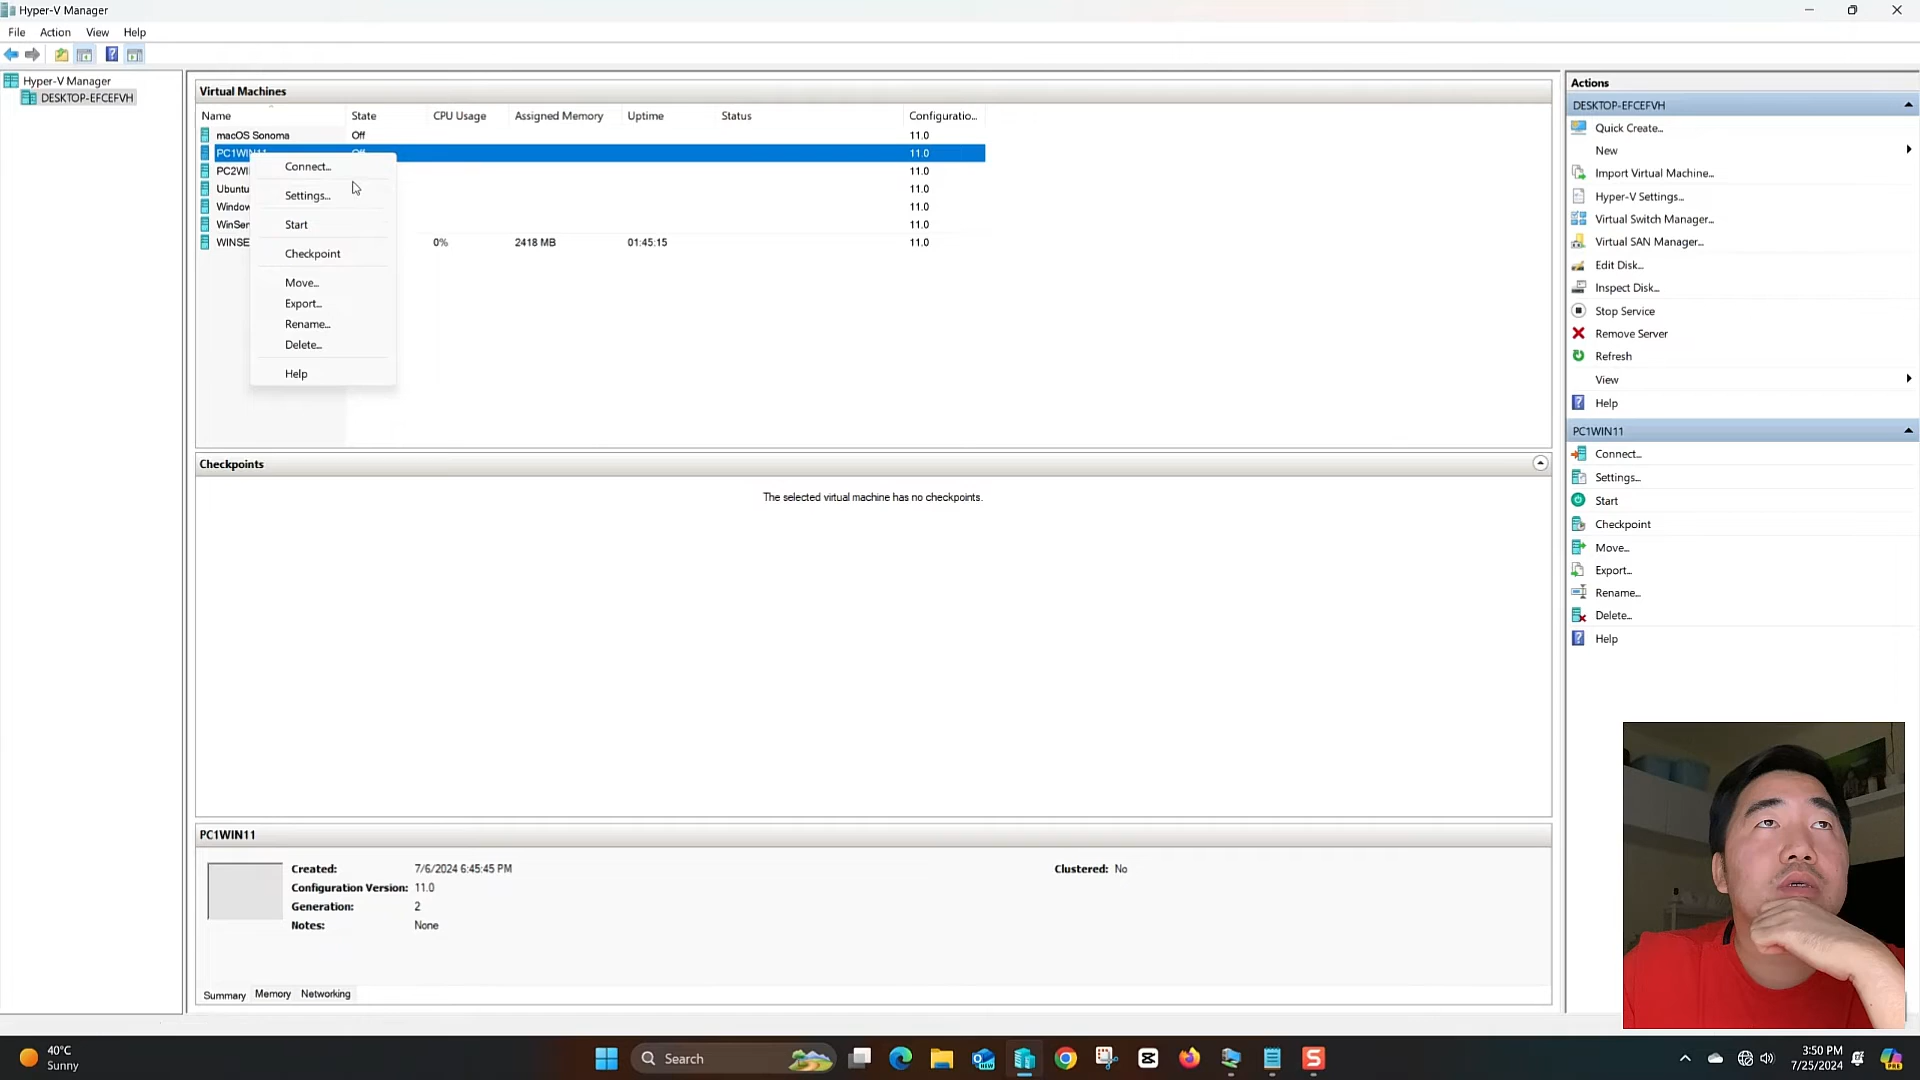 Hyper-V Manager
File Action View Help
Hyper-V Manager
DESKTOP-EFCEFVH
Virtual Machines
Name State CPU Usage Assigned Memory Uptime Status Configuratio...
macOS Sonoma Off 11.0
PC1WIN11 Off 11.0
PC2WI 11.0
Ubuntu 11.0
Window 11.0
WinSer 11.0
WINSE 0% 2418 MB 01:45:15 11.0
Connect...
Settings...
Start
Checkpoint
Move...
Export...
Rename...
Delete...
Help
Checkpoints
The selected virtual machine has no checkpoints.
PC1WIN11
Created: 7/6/2024 6:45:45 PM Clustered: No
Configuration Version: 11.0
Generation: 2
Notes: None
Summary Memory Networking
Actions
DESKTOP-EFCEFVH
Quick Create...
New
Import Virtual Machine...
Hyper-V Settings...
Virtual Switch Manager...
Virtual SAN Manager...
Edit Disk...
Inspect Disk...
Stop Service
Remove Server
Refresh
View
Help
PC1WIN11
Connect...
Settings...
Start
Checkpoint
Move...
Export...
Rename...
Delete...
Help
40°C
Sunny
Search
3:50 PM
7/25/2024